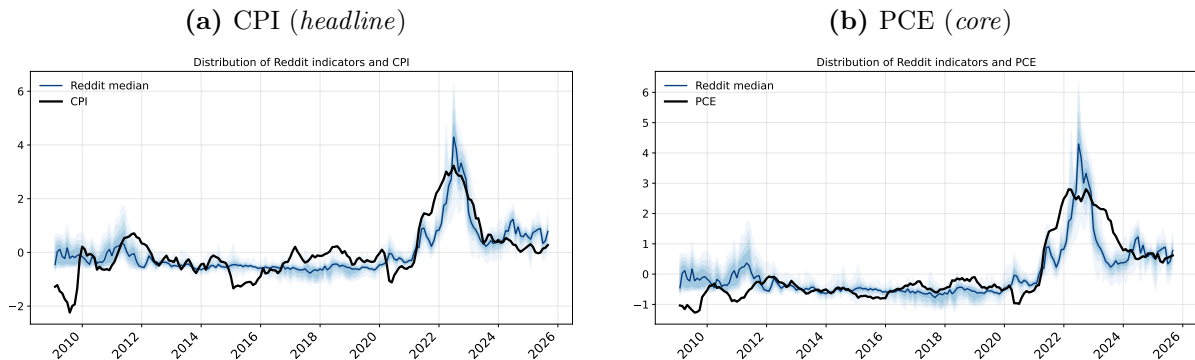 (a) CPI (headline)
Distribution of Reddit indicators and CPI
Reddit median
CPI
6
4
2
0
−2
2010 2012 2014 2016 2018 2020 2022 2024 2026
(b) PCE (core)
Distribution of Reddit indicators and PCE
Reddit median
PCE
6
5
4
3
2
1
0
−1
2010 2012 2014 2016 2018 2020 2022 2024 2026